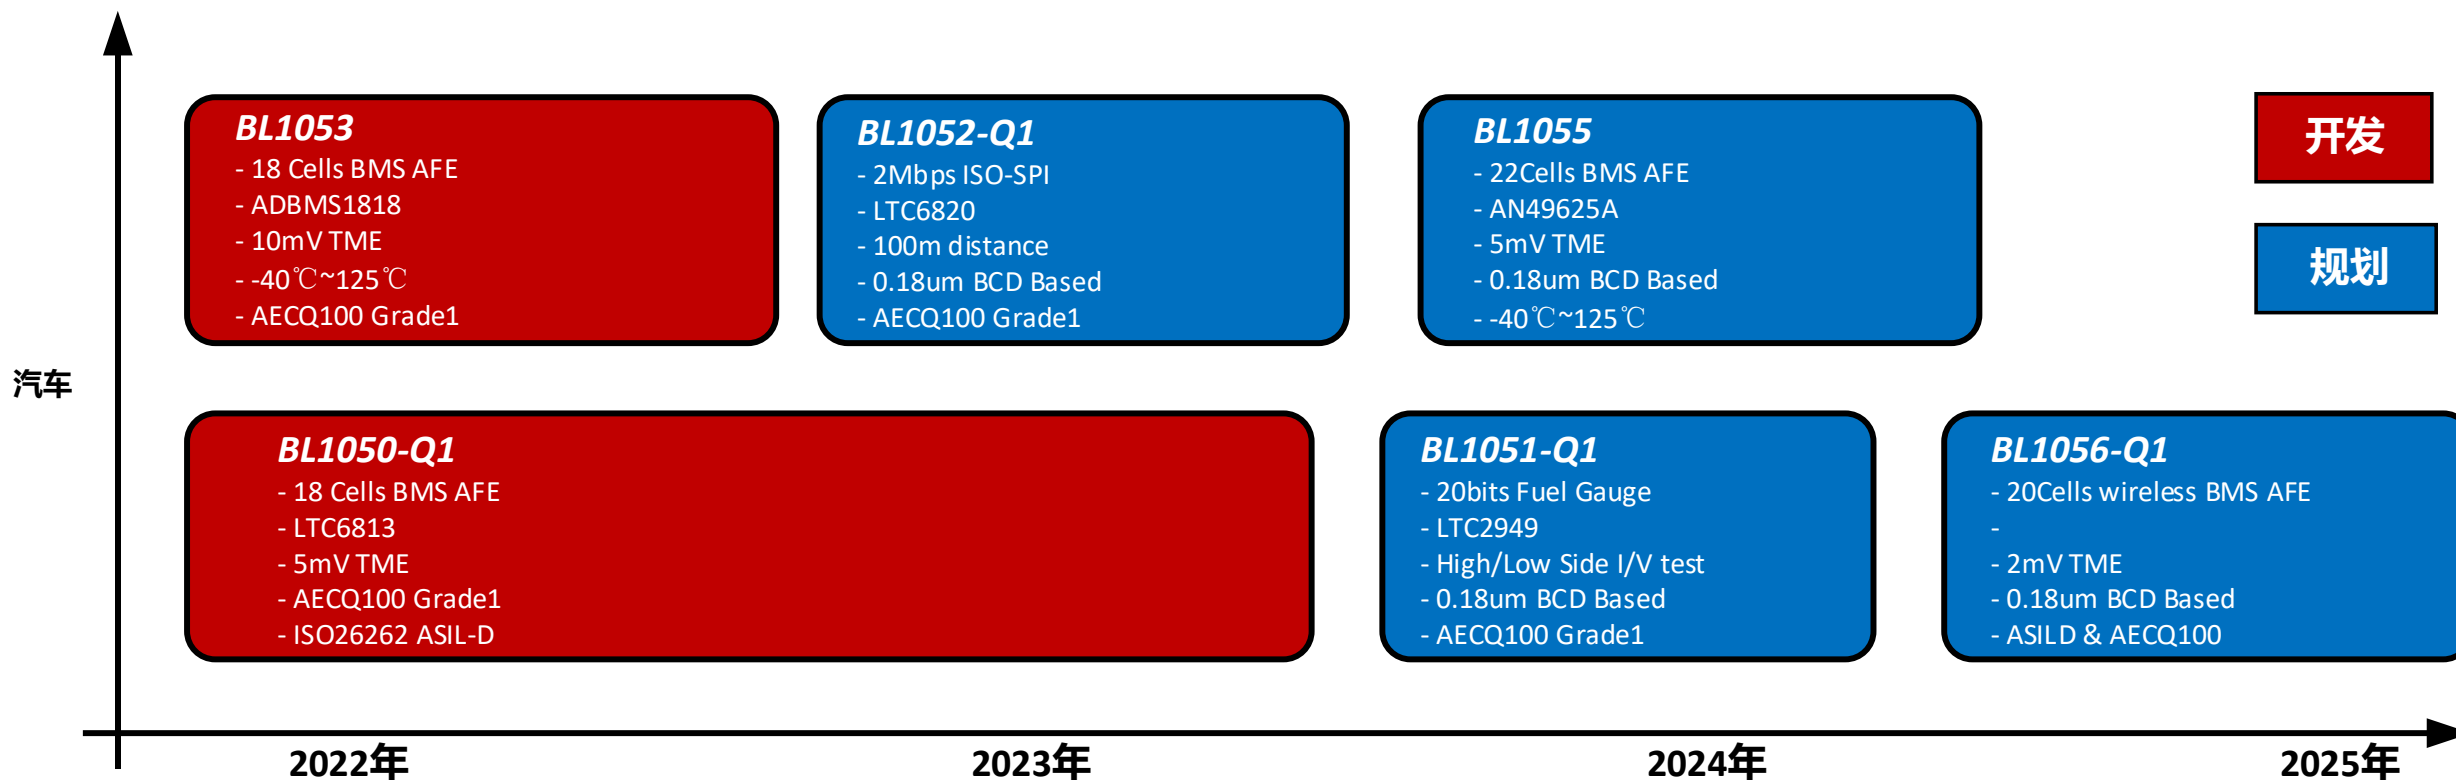 BL1053
- 18 Cells BMS AFE
- ADBMS1818
- 10mV TME
- -40℃~125℃
- AECQ100 Grade1
BL1052-Q1
- 2Mbps ISO-SPI
- LTC6820
- 100m distance
- 0.18um BCD Based
- AECQ100 Grade1
BL1055
- 22Cells BMS AFE
- AN49625A
- 5mV TME
- 0.18um BCD Based
- -40℃~125℃
开发
规划
汽车
BL1050-Q1
- 18 Cells BMS AFE
- LTC6813
- 5mV TME
- AECQ100 Grade1
- ISO26262 ASIL-D
BL1051-Q1
- 20bits Fuel Gauge
- LTC2949
- High/Low Side I/V test
- 0.18um BCD Based
- AECQ100 Grade1
BL1056-Q1
- 20Cells wireless BMS AFE
-
- 2mV TME
- 0.18um BCD Based
- ASILD & AECQ100
2022年
2023年
2024年
2025年